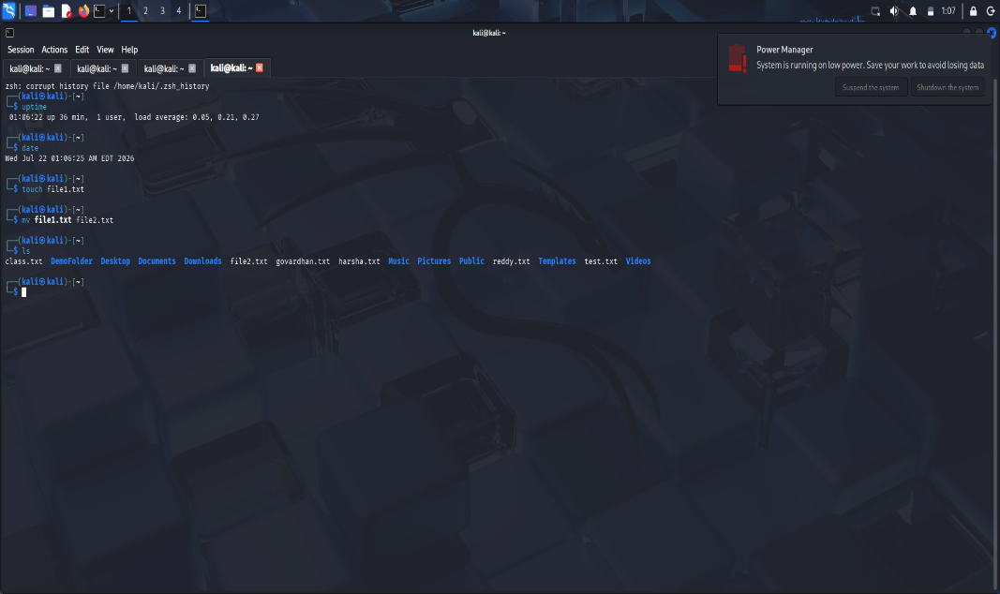 1 2 3 4
1:07
kali@kali: ~
Session Actions Edit View Help
kali@kali: ~ kali@kali: ~ kali@kali: ~ kali@kali: ~
Power Manager
System is running on low power. Save your work to avoid losing data
Suspend the system Shutdown the system
zsh: corrupt history file /home/kali/.zsh_history
┌──(kali㉿kali)-[~]
└─$ uptime
01:06:22 up 36 min, 1 user, load average: 0.05, 0.21, 0.27
┌──(kali㉿kali)-[~]
└─$ date
Wed Jul 22 01:06:25 AM EDT 2026
┌──(kali㉿kali)-[~]
└─$ touch file1.txt
┌──(kali㉿kali)-[~]
└─$ mv file1.txt file2.txt
┌──(kali㉿kali)-[~]
└─$ ls
class.txt DemoFolder Desktop Documents Downloads file2.txt govardhan.txt harsha.txt Music Pictures Public reddy.txt Templates test.txt Videos
┌──(kali㉿kali)-[~]
└─$